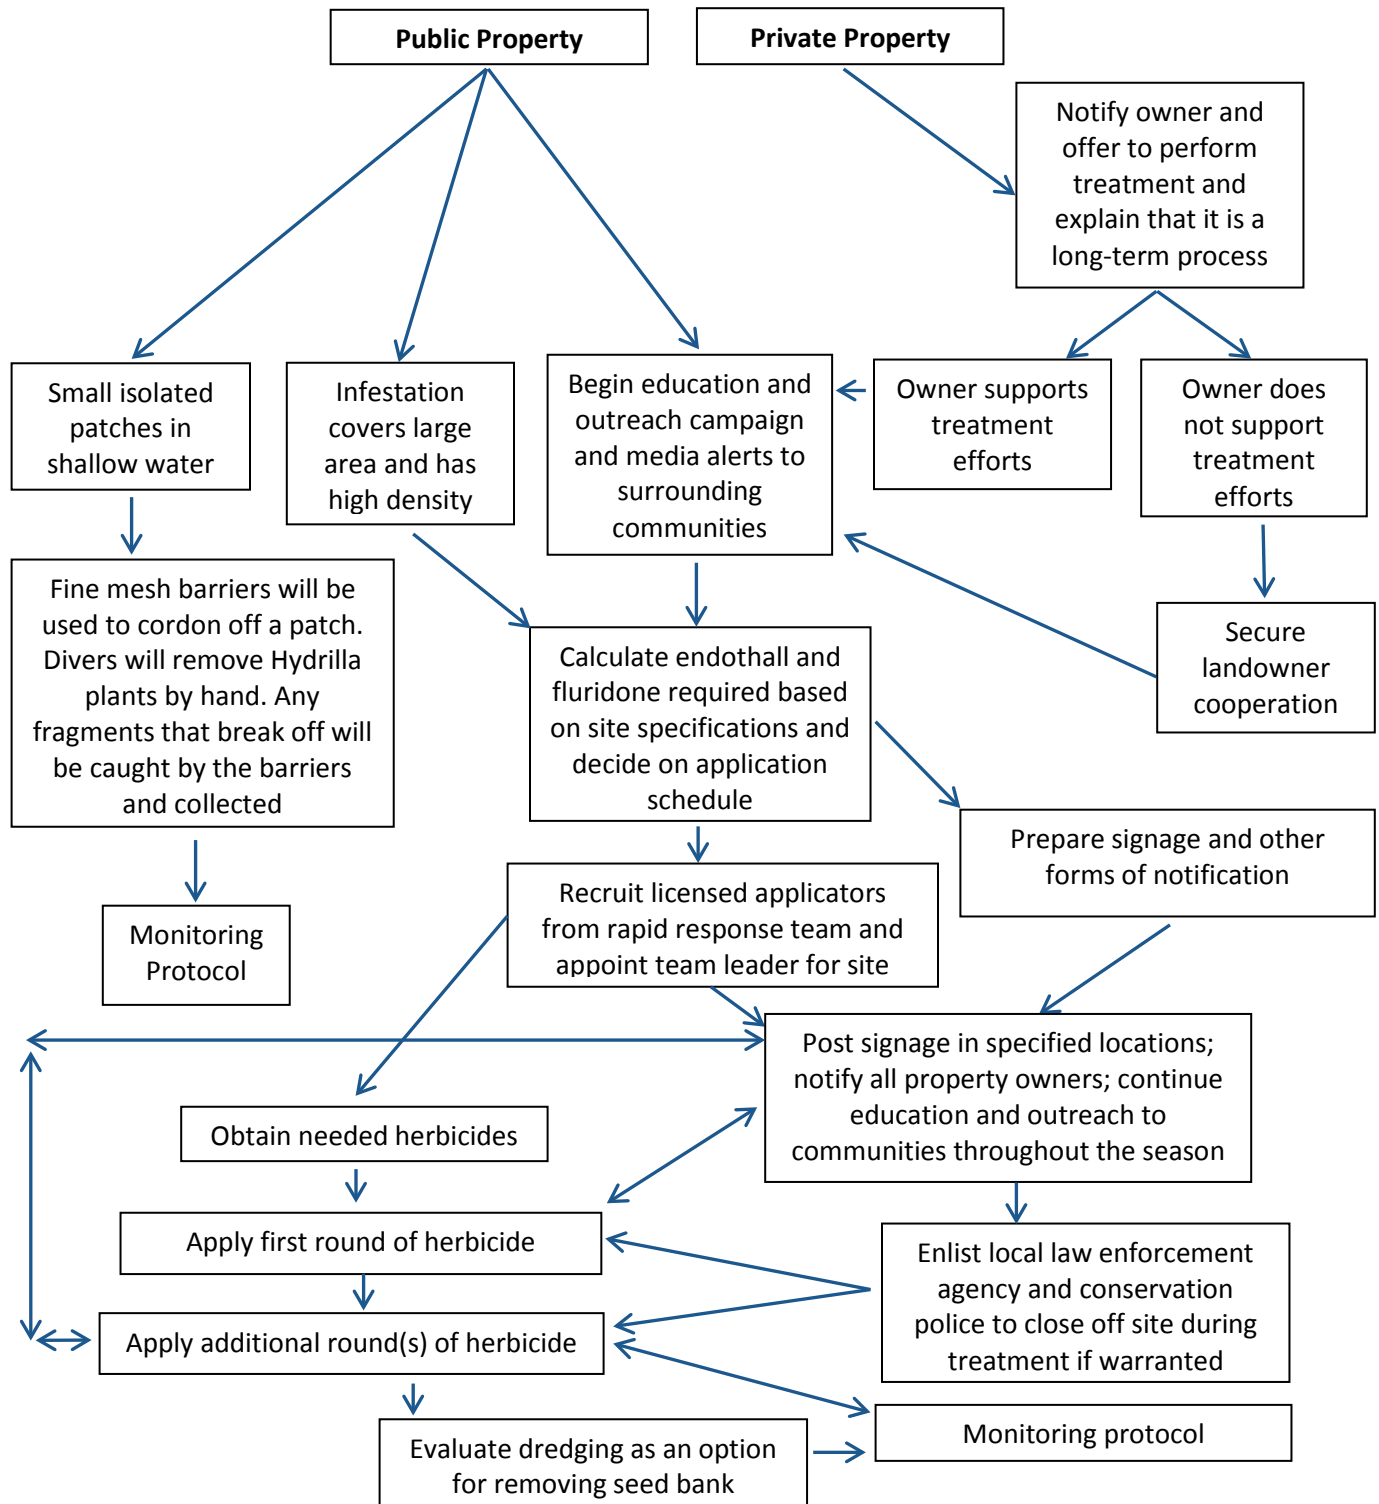 Public Property
Private Property
Notify owner and
offer to perform
treatment and
explain that it is a
long-term process
Small isolated
patches in
shallow water
Infestation
covers large
area and has
high density
Begin education and
outreach campaign
and media alerts to
surrounding
communities
Owner supports
treatment
efforts
Owner does
not support
treatment
efforts
Fine mesh barriers will be
used to cordon off a patch.
Divers will remove Hydrilla
plants by hand. Any
fragments that break off will
be caught by the barriers
and collected
Calculate endothall and
fluridone required based
on site specifications and
decide on application
schedule
Secure
landowner
cooperation
Prepare signage and other
forms of notification
Recruit licensed applicators
from rapid response team and
appoint team leader for site
Monitoring
Protocol
Post signage in specified locations;
notify all property owners; continue
education and outreach to
communities throughout the season
Obtain needed herbicides
Apply first round of herbicide
Enlist local law enforcement
agency and conservation
police to close off site during
treatment if warranted
Apply additional round(s) of herbicide
Monitoring protocol
Evaluate dredging as an option
for removing seed bank